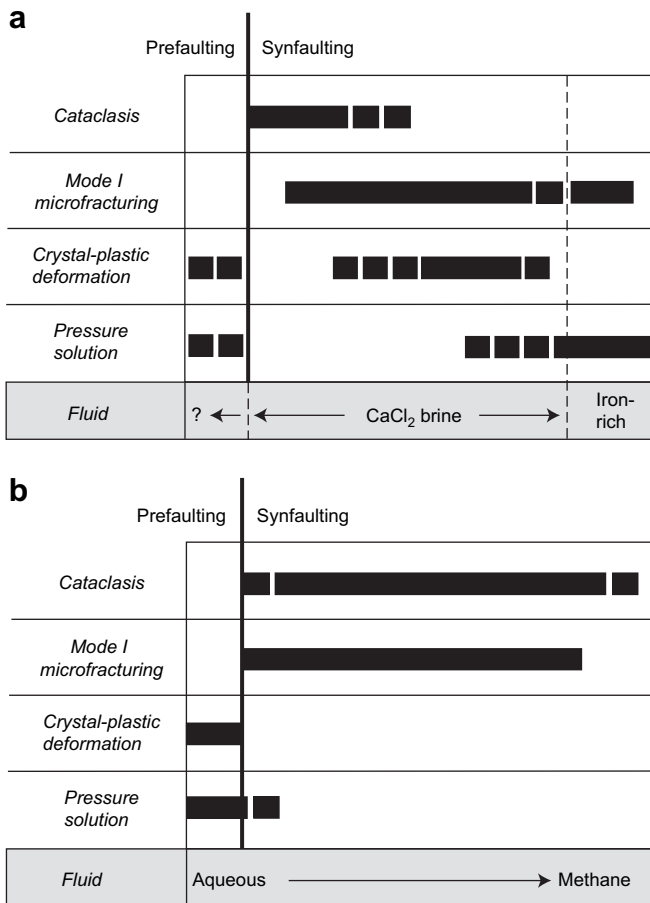 a
Prefaulting Synfaulting
Cataclasis
Mode I
microfracturing
Crystal-plastic
deformation
Pressure
solution
Fluid ? CaCl₂ brine Iron-
rich
b
Prefaulting Synfaulting
Cataclasis
Mode I
microfracturing
Crystal-plastic
deformation
Pressure
solution
Fluid Aqueous Methane